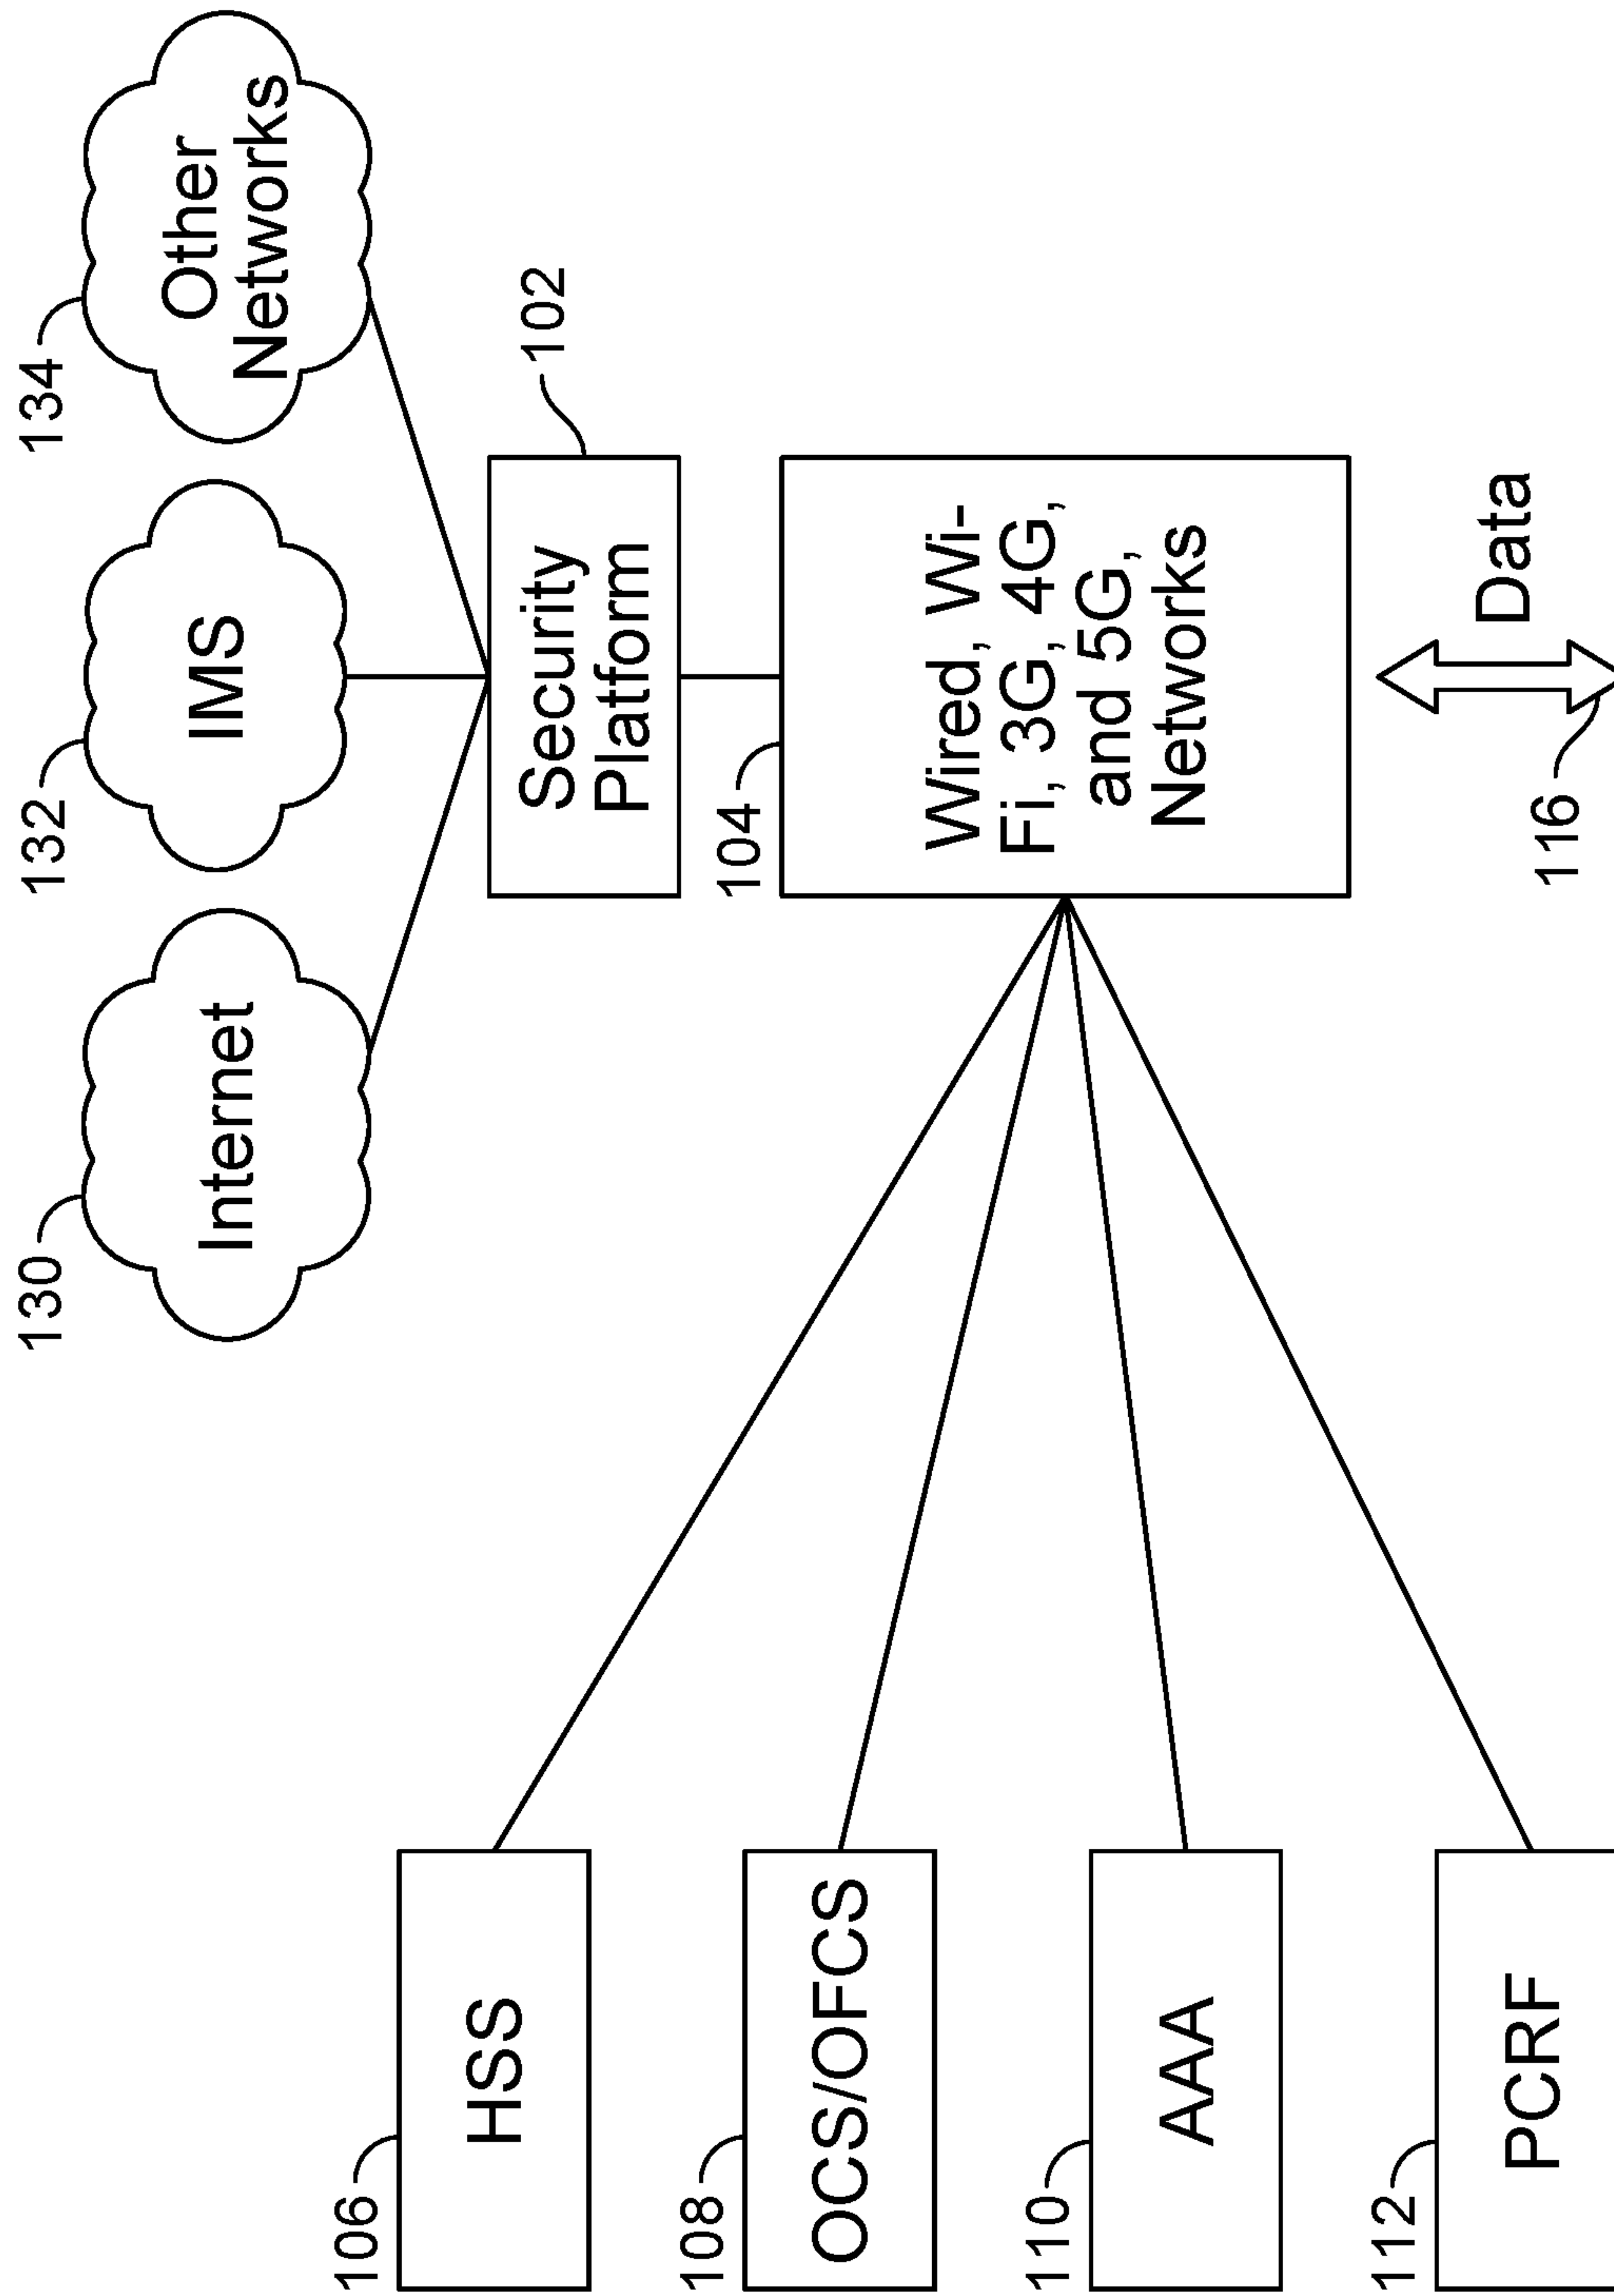 130
Internet
132
IMS
134
Other
Networks
102
Security
Platform
104
Wired, Wi-
Fi, 3G, 4G,
and 5G,
Networks
116
Data
106
HSS
108
OCS/OFCS
110
AAA
112
PCRF